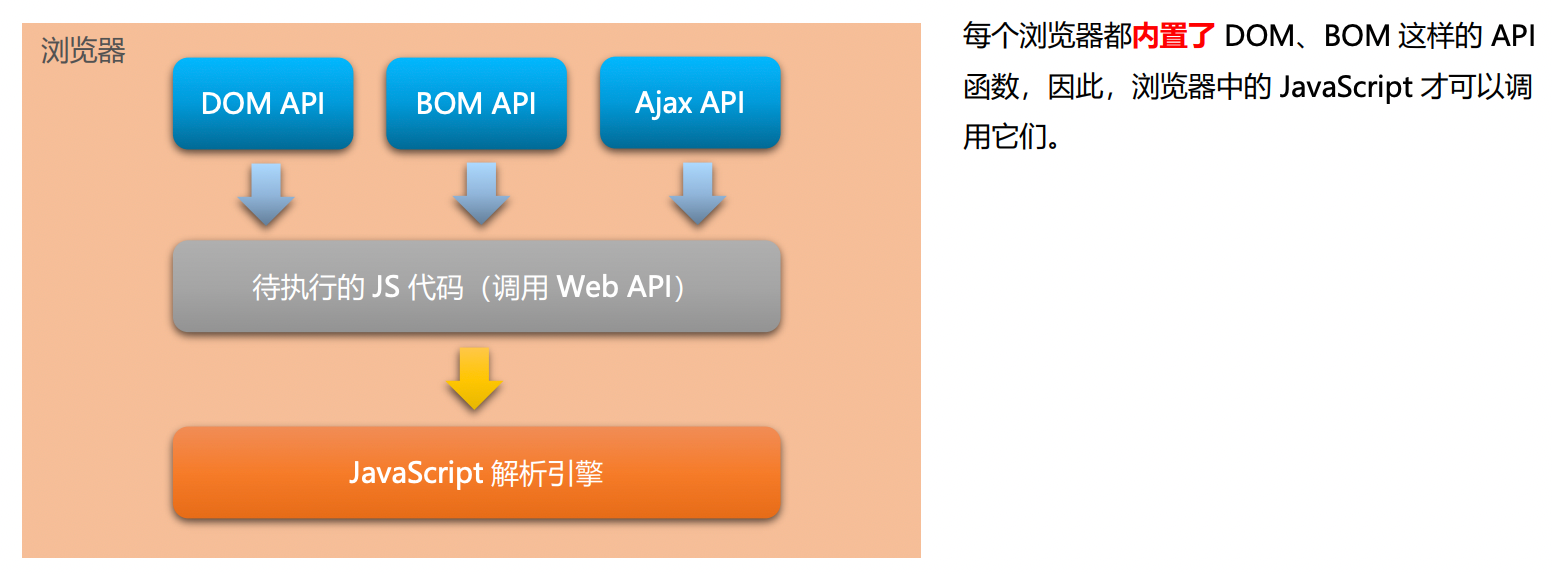 浏览器
DOM API
BOM API
Ajax API
待执行的 JS 代码（调用 Web API）
JavaScript 解析引擎
每个浏览器都内置了 DOM、BOM 这样的 API
函数，因此，浏览器中的 JavaScript 才可以调
用它们。